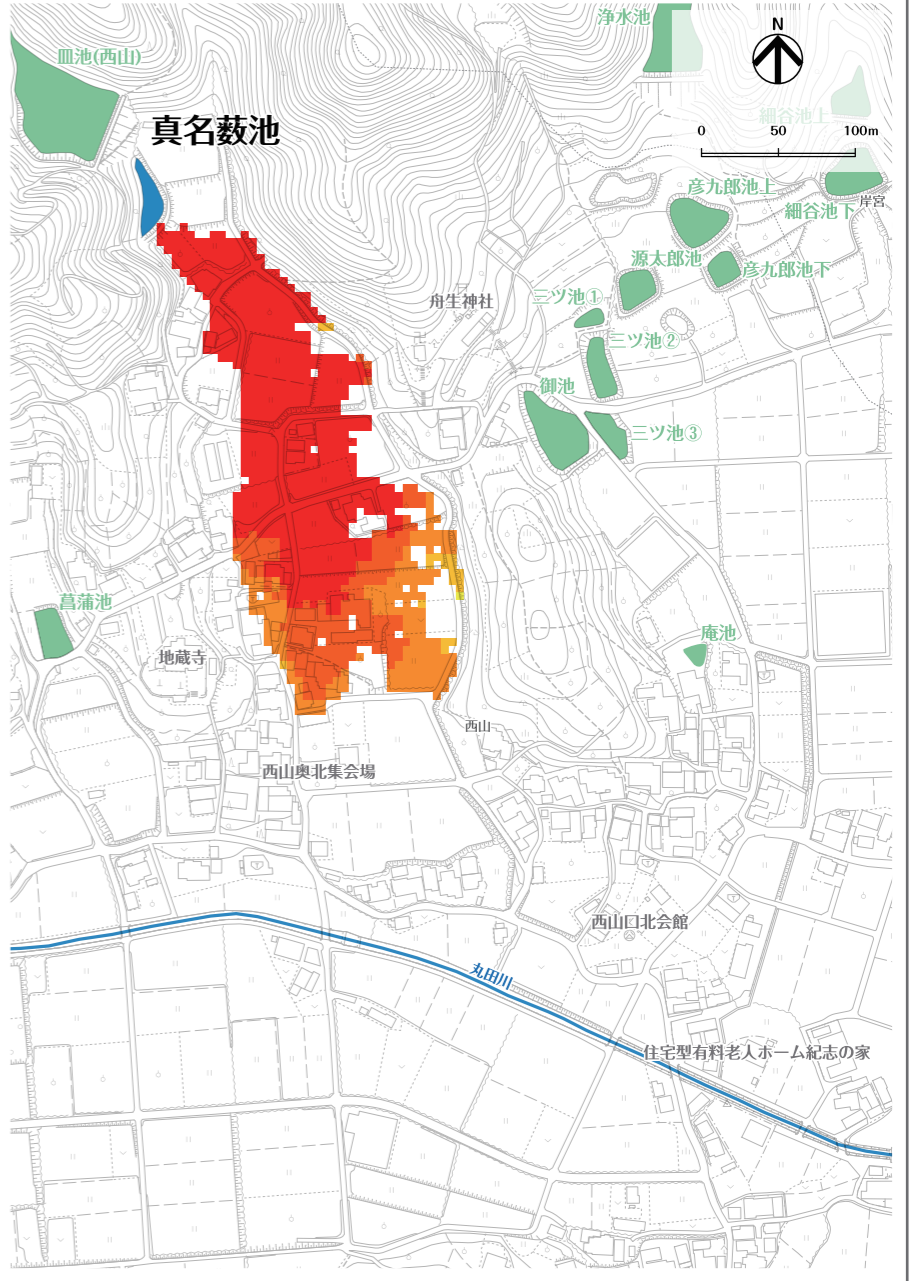 浄水池
N
皿池(西山)
細谷池上
真名薮池
0 50 100m
彦九郎池上
岸宮
細谷池下
源太郎池
彦九郎池下
三ツ池①
舟生神社
三ツ池②
御池
三ツ池③
菖蒲池
庵池
地蔵寺
西山
西山奥北集会場
西山口北会館
丸田川
住宅型有料老人ホーム紀志の家